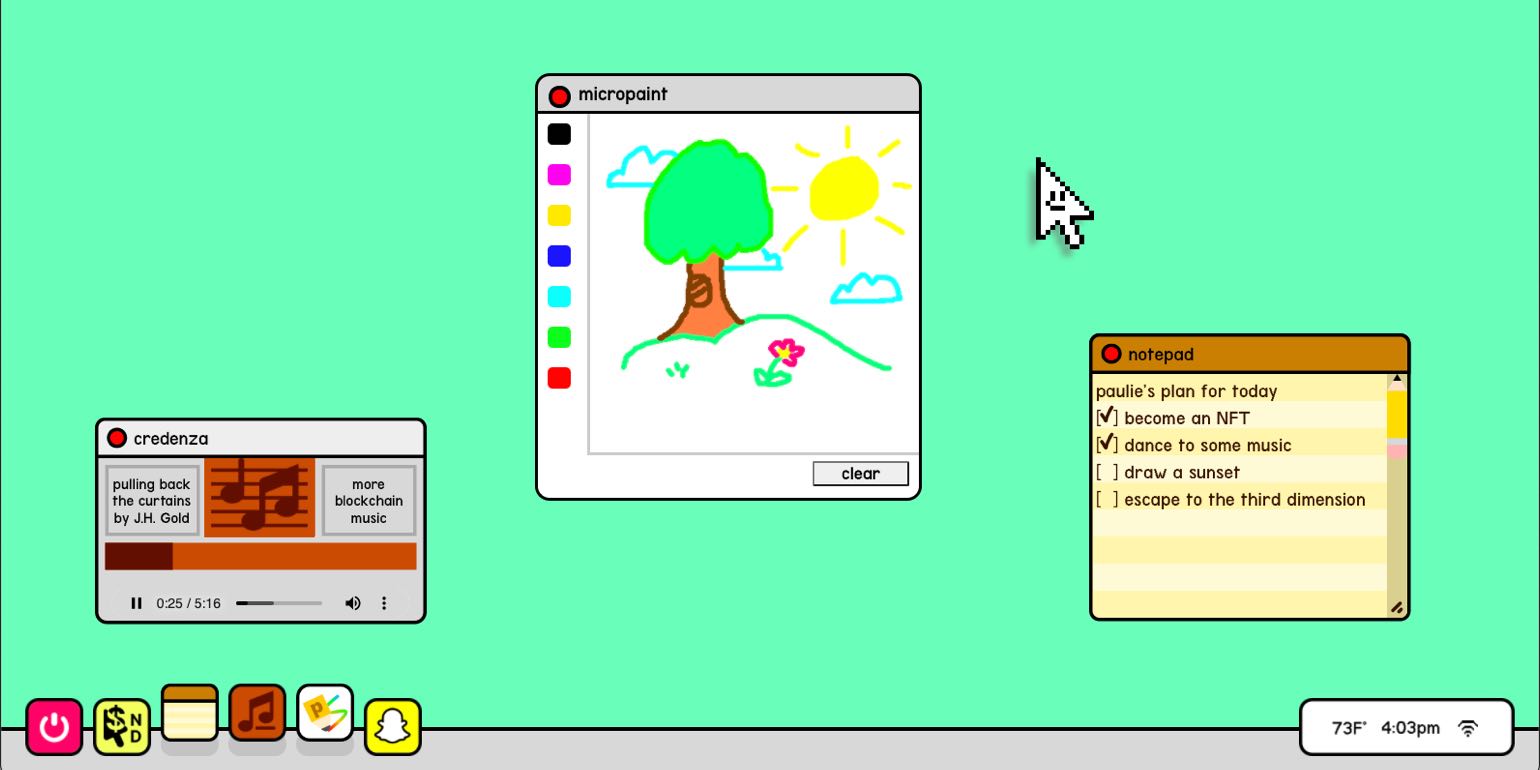 micropaint
clear
credenza
pulling back
the curtains
by J.H. Gold
more
blockchain
music
0:25 / 5:16
notepad
paulie's plan for today
[✓] become an NFT
[✓] dance to some music
[ ] draw a sunset
[ ] escape to the third dimension
$ N
D
P
73F° 4:03pm